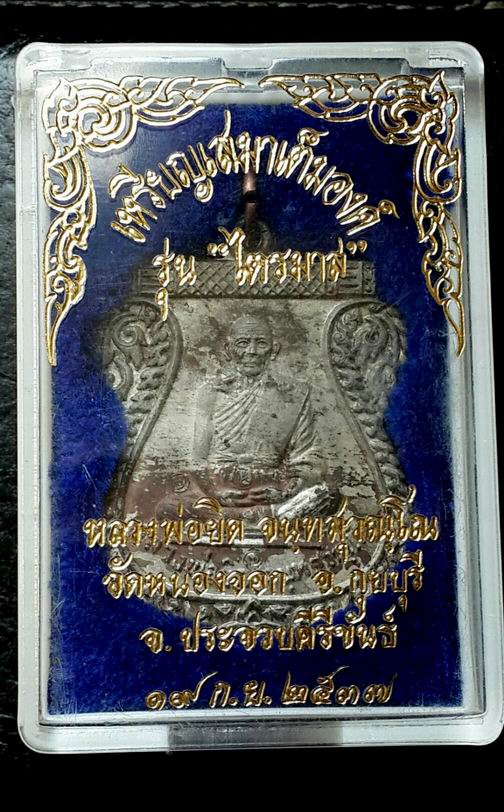 เหรียญเสมาเต็มองค์
รุ่น "ไตรมาส"
หลวงพ่อยิด จนฺทสุวณฺโณ
วัดหนองจอก อ.กุยบุรี
จ.ประจวบคีรีขันธ์
๑๙ ก.ย. ๒๕๓๗